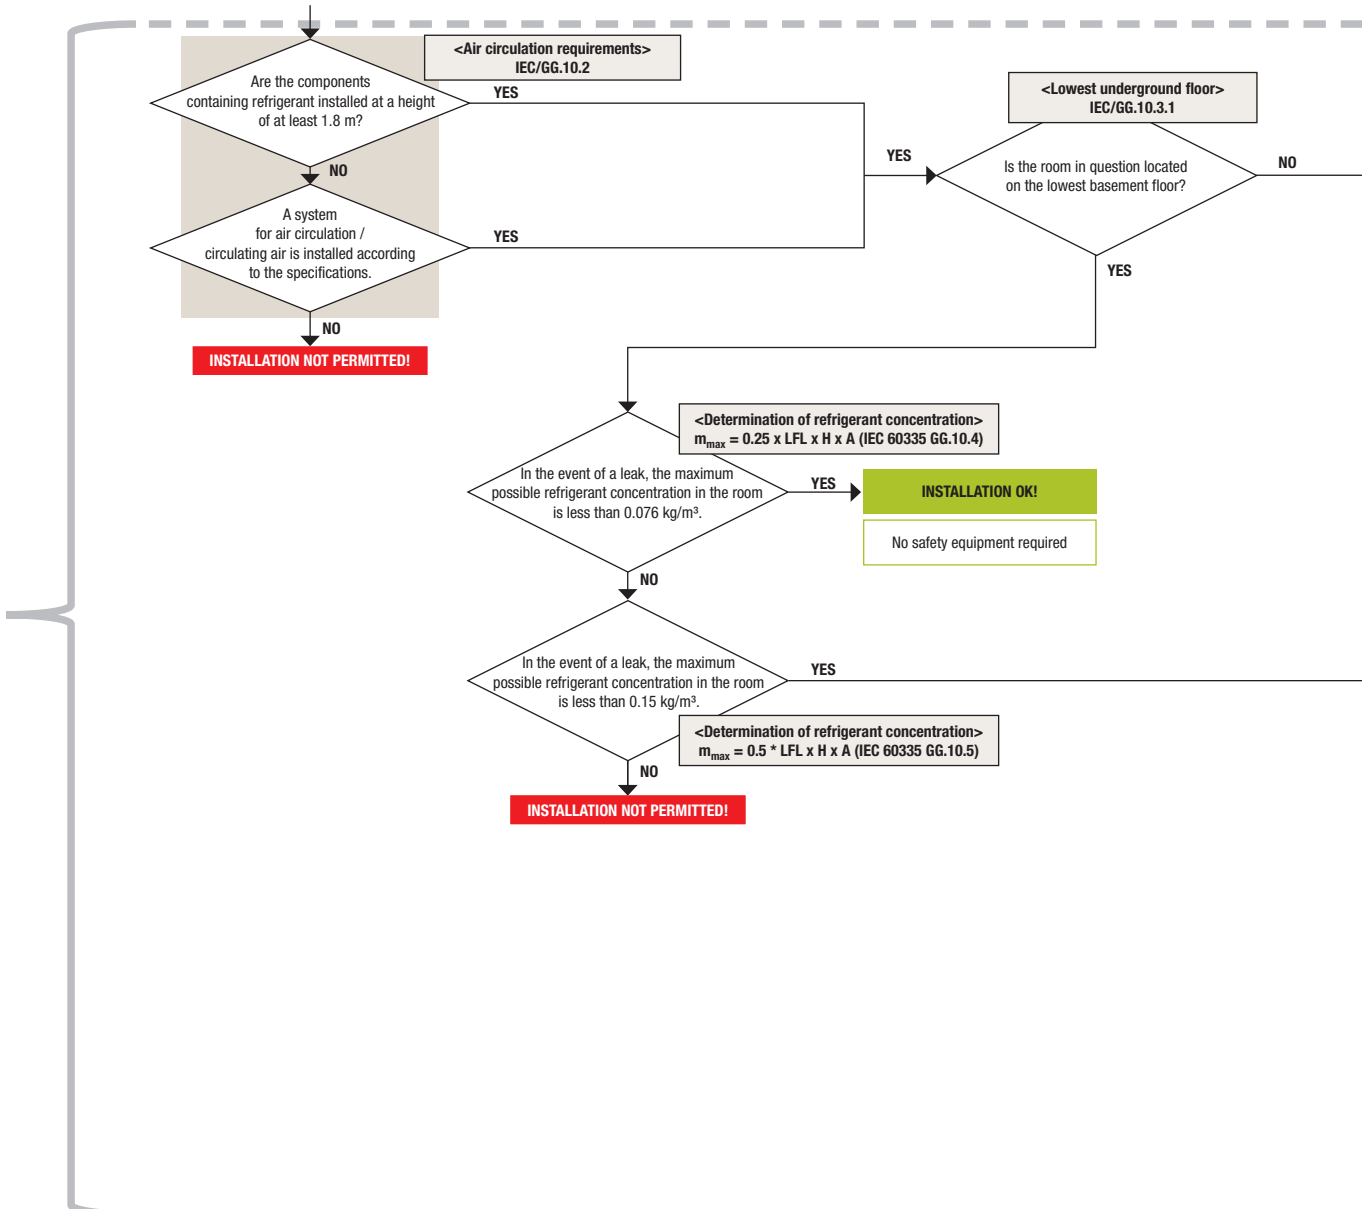 <Air circulation requirements>
IEC/GG.10.2
Are the components
containing refrigerant installed at a height
of at least 1.8 m?
YES
NO
A system
for air circulation /
circulating air is installed according
to the specifications.
YES
NO
INSTALLATION NOT PERMITTED!
YES
<Lowest underground floor>
IEC/GG.10.3.1
Is the room in question located
on the lowest basement floor?
NO
YES
<Determination of refrigerant concentration>
mmax = 0.25 x LFL x H x A (IEC 60335 GG.10.4)
In the event of a leak, the maximum
possible refrigerant concentration in the room
is less than 0.076 kg/m³.
YES
INSTALLATION OK!
No safety equipment required
NO
In the event of a leak, the maximum
possible refrigerant concentration in the room
is less than 0.15 kg/m³.
YES
<Determination of refrigerant concentration>
mmax = 0.5 * LFL x H x A (IEC 60335 GG.10.5)
NO
INSTALLATION NOT PERMITTED!